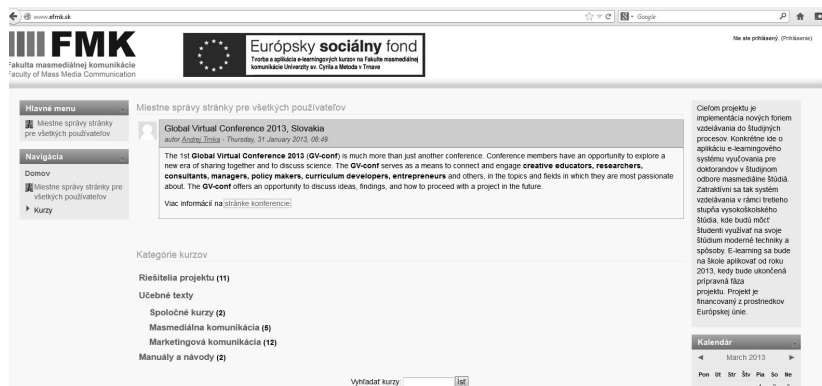 www.efmk.sk
Google
FMK
Fakulta masmediálnej komunikácie
Faculty of Mass Media Communication
Európsky sociálny fond
Tvorba a aplikácia e-learningových kurzov na Fakulte masmediálnej
komunikácie Univerzity sv. Cyrila a Metoda v Trnave
Nie ste prihlásený. (Prihlásenie)
Hlavné menu
Miestne správy stránky
pre všetkých používateľov
Navigácia
Domov
Miestne správy stránky pre
všetkých používateľov
Kurzy
Miestne správy stránky pre všetkých používateľov
Global Virtual Conference 2013, Slovakia
autor Andrej Trnka - Thursday, 31 January 2013, 08:49
The 1st Global Virtual Conference 2013 (GV-conf) is much more than just another conference. Conference members have an opportunity to explore a
new era of sharing together and to discuss science. The GV-conf serves as a means to connect and engage creative educators, researchers,
consultants, managers, policy makers, curriculum developers, entrepreneurs and others, in the topics and fields in which they are most passionate
about. The GV-conf offers an opportunity to discuss ideas, findings, and how to proceed with a project in the future.
Viac informácií na stránke konferencie.
Kategórie kurzov
Riešitelia projektu (11)
Učebné texty
Spoločné kurzy (2)
Masmediálna komunikácia (5)
Marketingová komunikácia (12)
Manuály a návody (2)
Vyhľadať kurzy:
Ísť
Cieľom projektu je
implementácia nových foriem
vzdelávania do študijných
procesov. Konkrétne ide o
aplikáciu e-learningového
systému vyučovania pre
doktorandov v študijnom
odbore masmediálne štúdiá.
Zatraktívni sa tak systém
vzdelávania v rámci tretieho
stupňa vysokoškolského
štúdia, kde budú môcť
študenti využívať na svoje
štúdium moderné techniky a
spôsoby. E-learning sa bude
na škole aplikovať od roku
2013, kedy bude ukončená
prípravná fáza
projektu. Projekt je
financovaný z prostriedkov
Európskej únie.
Kalendár
March 2013
Pon Ut Str Štv Pia So Ne